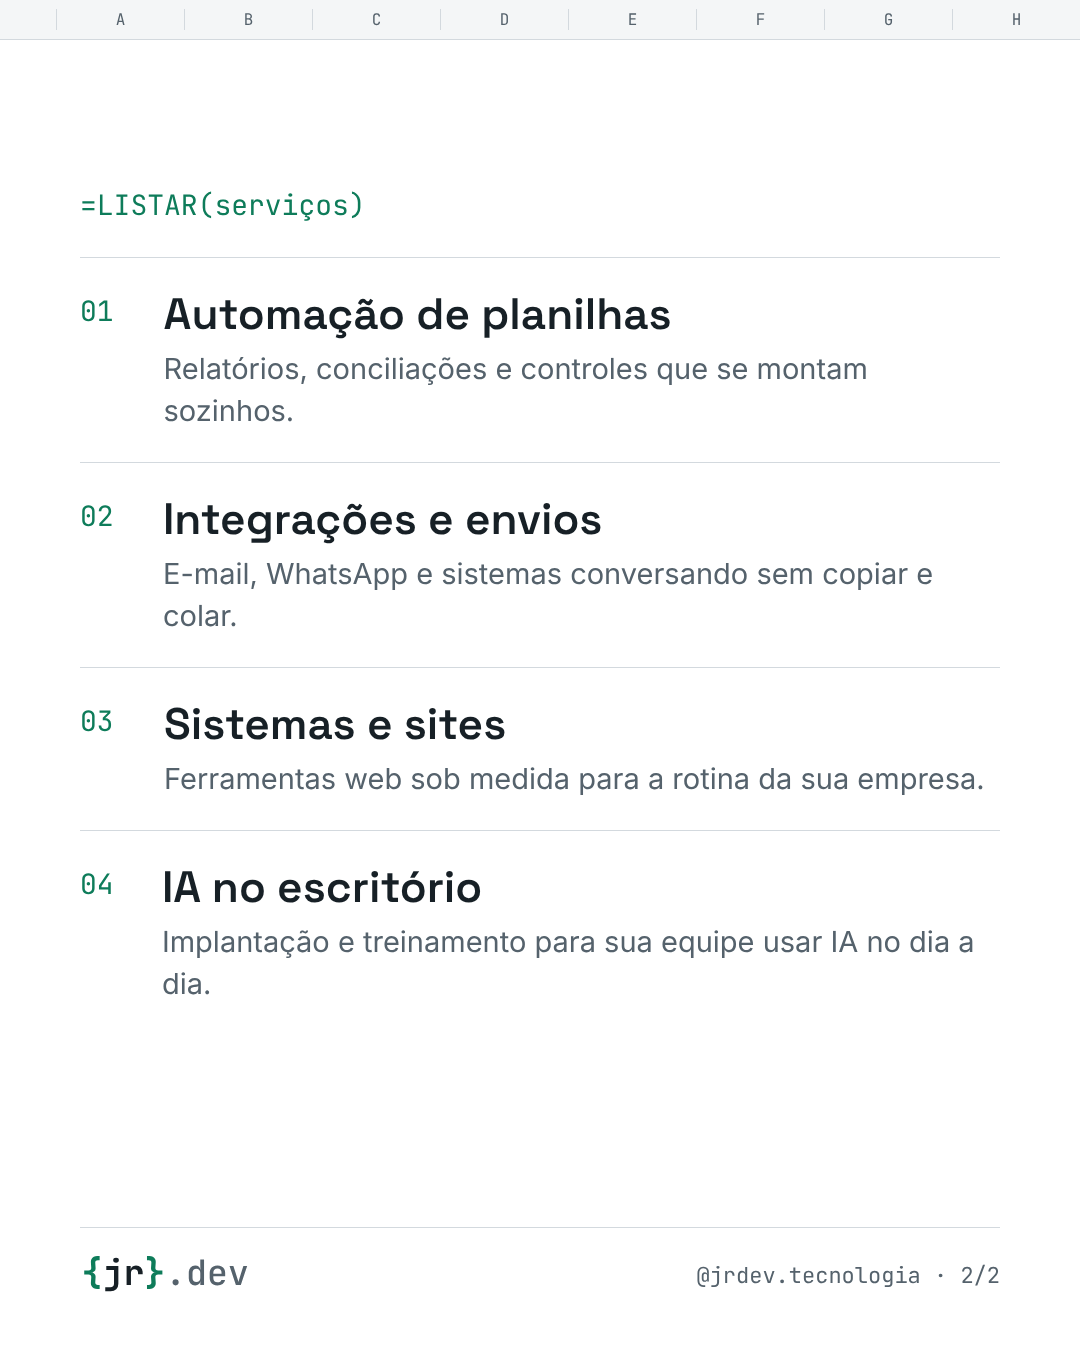 A B C D E F G H
=LISTAR(serviços)
01 Automação de planilhas
Relatórios, conciliações e controles que se montam
sozinhos.
02 Integrações e envios
E-mail, WhatsApp e sistemas conversando sem copiar e
colar.
03 Sistemas e sites
Ferramentas web sob medida para a rotina da sua empresa.
04 IA no escritório
Implantação e treinamento para sua equipe usar IA no dia a
dia.
{jr}.dev @jrdev.tecnologia · 2/2